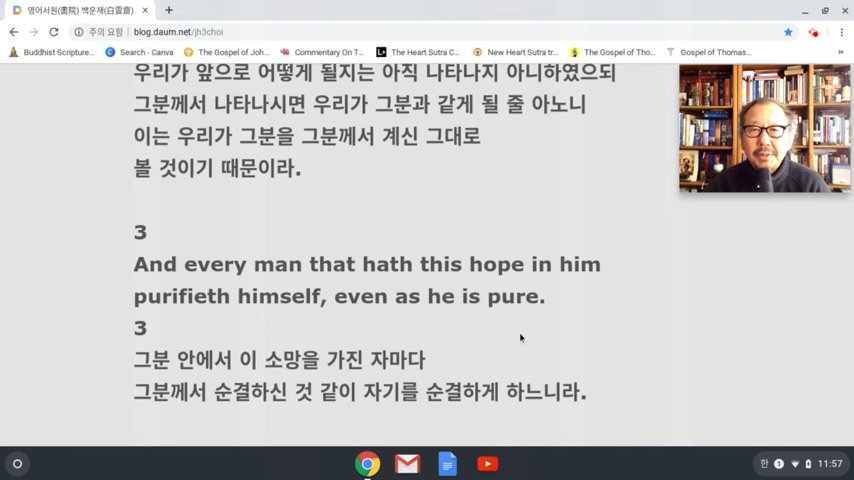 영어서원(書院) 백운재(白雲齋)
주의 요함
blog.daum.net/jh3choi
Buddhist Scripture...
Search - Canva
The Gospel of Joh...
Commentary On T...
The Heart Sutra C...
New Heart Sutra tr...
The Gospel of Tho...
Gospel of Thomas...
»
우리가 앞으로 어떻게 될지는 아직 나타나지 아니하였으되
그분께서 나타나시면 우리가 그분과 같게 될 줄 아노니
이는 우리가 그분을 그분께서 계신 그대로
볼 것이기 때문이라.
3
And every man that hath this hope in him
purifieth himself, even as he is pure.
3
그분 안에서 이 소망을 가진 자마다
그분께서 순결하신 것 같이 자기를 순결하게 하느니라.
한 1 11:57